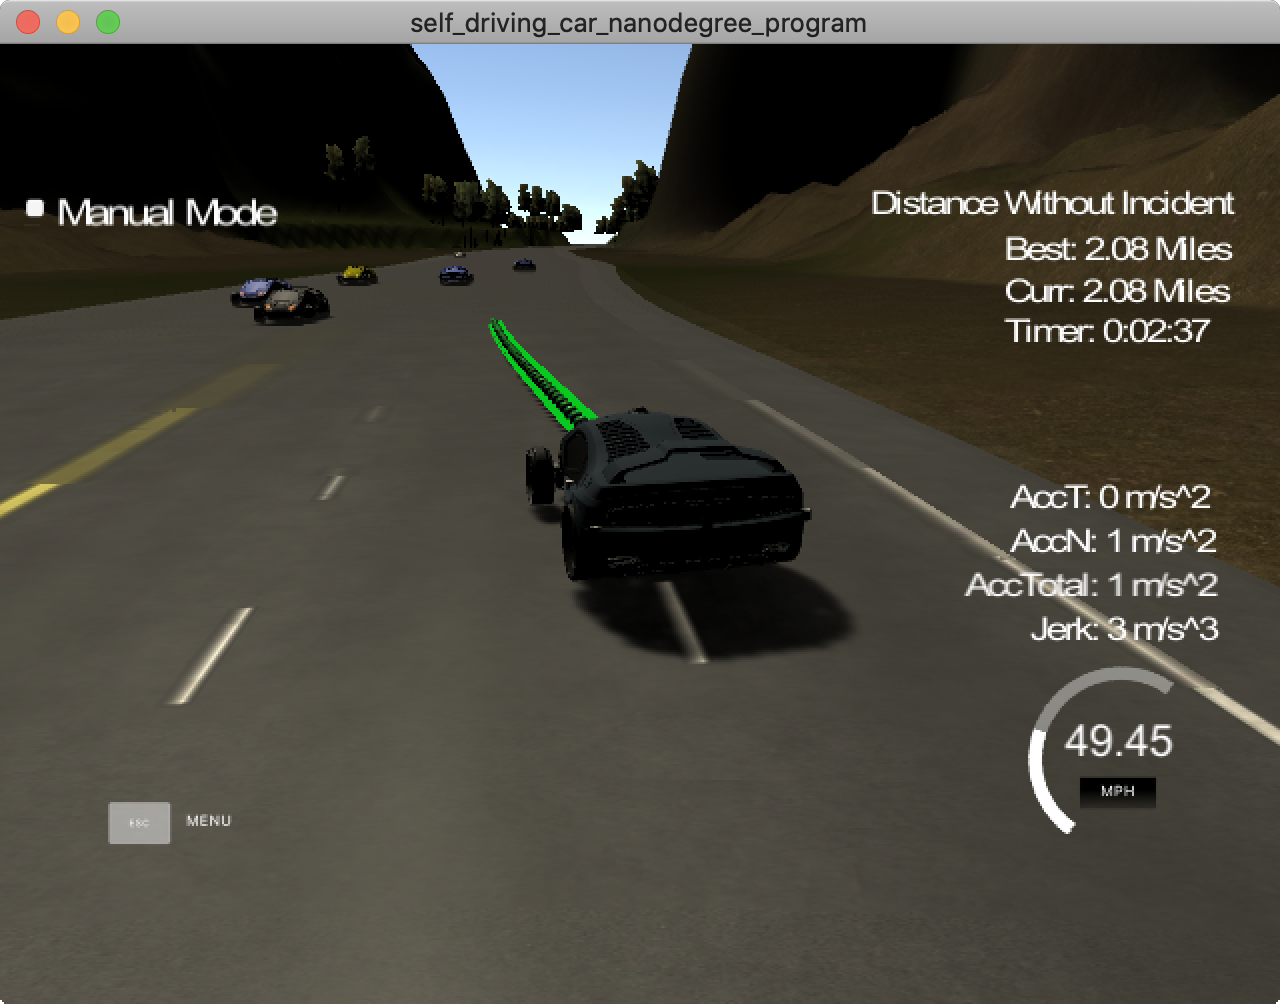 self_driving_car_nanodegree_program
Manual Mode
Distance Without Incident
Best: 2.08 Miles
Curr: 2.08 Miles
Timer: 0:02:37
AccT: 0 m/s^2
AccN: 1 m/s^2
AccTotal: 1 m/s^2
Jerk: 3 m/s^3
49.45
MPH
ESC MENU